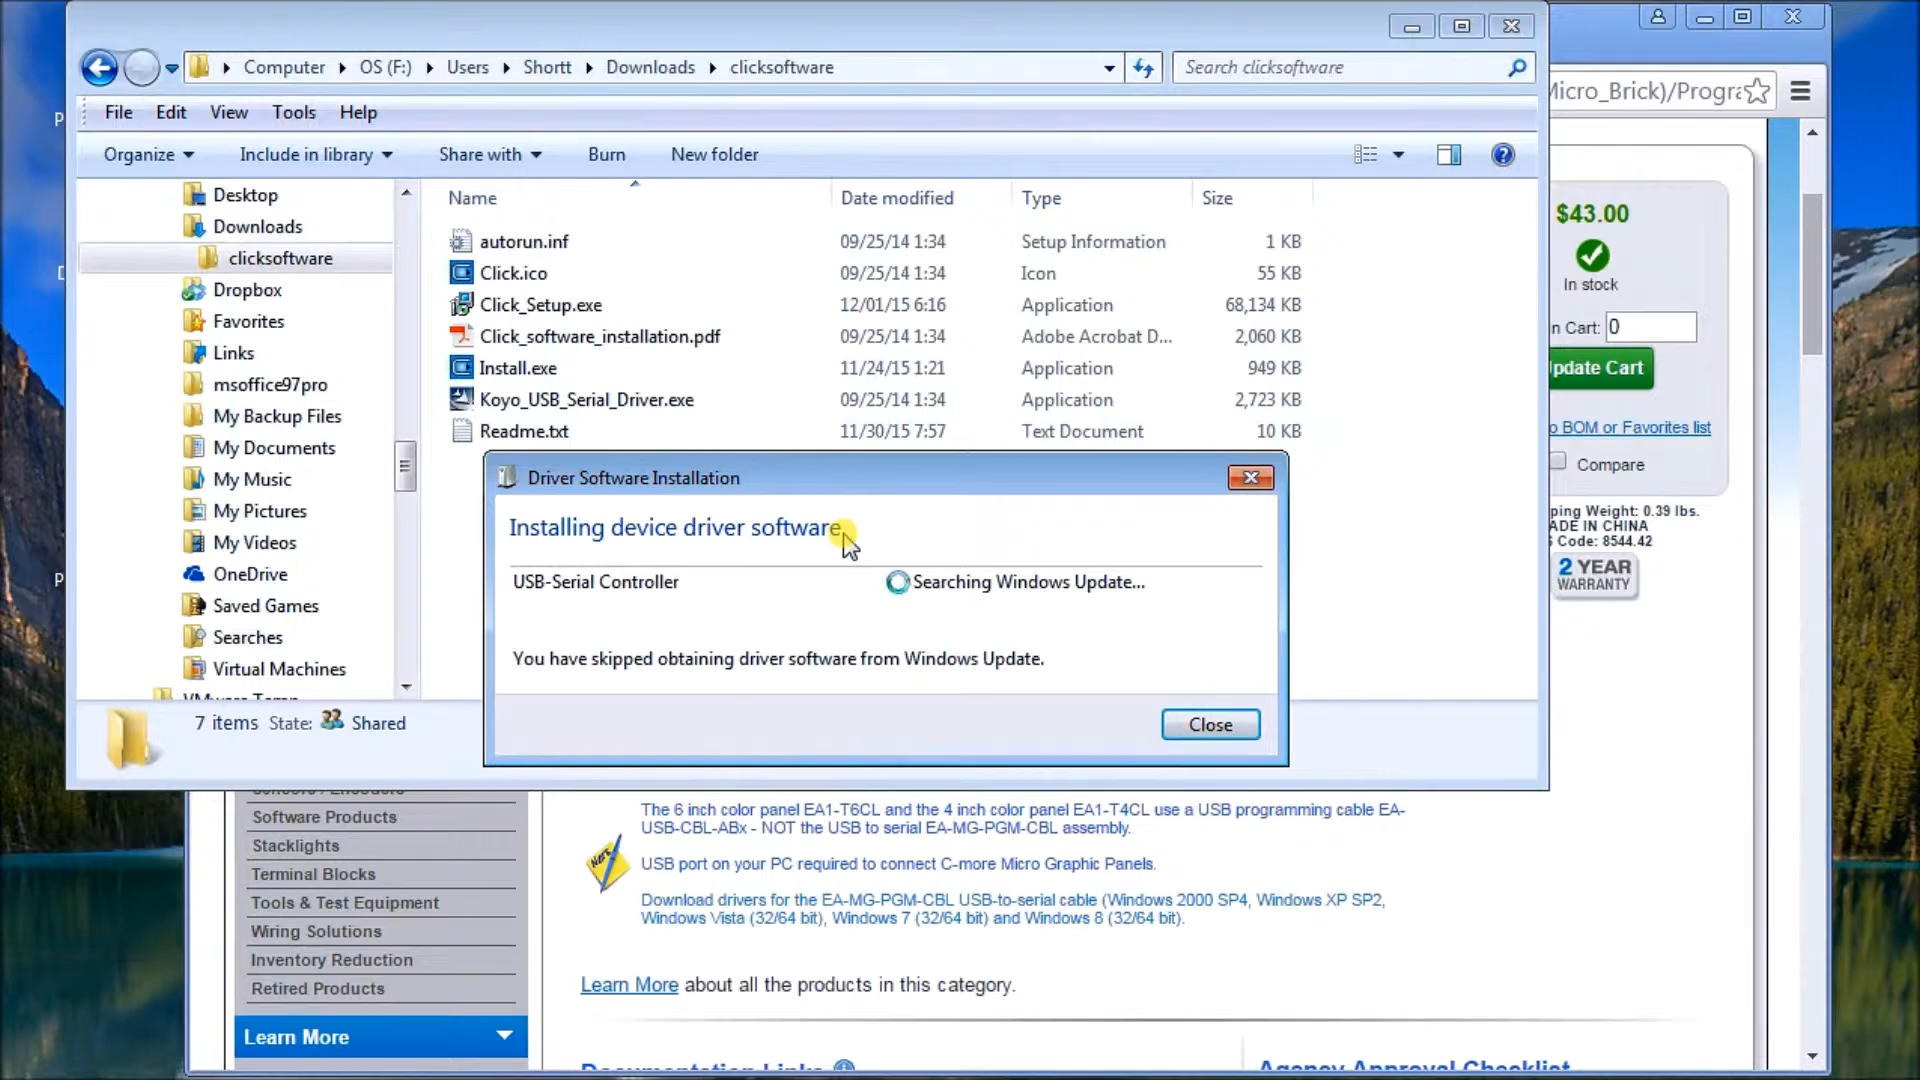 Computer OS (F:) Users Shortt Downloads clicksoftware
Search clicksoftware
File Edit View Tools Help
Organize Include in library Share with Burn New folder
Desktop
Downloads
clicksoftware
Dropbox
Favorites
Links
msoffice97pro
My Backup Files
My Documents
My Music
My Pictures
My Videos
OneDrive
Saved Games
Searches
Virtual Machines
Name Date modified Type Size
autorun.inf 09/25/14 1:34 Setup Information 1 KB
Click.ico 09/25/14 1:34 Icon 55 KB
Click_Setup.exe 12/01/15 6:16 Application 68,134 KB
Click_software_installation.pdf 09/25/14 1:34 Adobe Acrobat D... 2,060 KB
Install.exe 11/24/15 1:21 Application 949 KB
Koyo_USB_Serial_Driver.exe 09/25/14 1:34 Application 2,723 KB
Readme.txt 11/30/15 7:57 Text Document 10 KB
7 items State: Shared
Driver Software Installation
Installing device driver software
USB-Serial Controller Searching Windows Update...
You have skipped obtaining driver software from Windows Update.
Close
Micro_Brick)/Progra
$43.00
In stock
n Cart: 0
pdate Cart
o BOM or Favorites list
Compare
ping Weight: 0.39 lbs.
ADE IN CHINA
Code: 8544.42
2 YEAR
WARRANTY
Software Products
Stacklights
Terminal Blocks
Tools & Test Equipment
Wiring Solutions
Inventory Reduction
Retired Products
Learn More
Note
The 6 inch color panel EA1-T6CL and the 4 inch color panel EA1-T4CL use a USB programming cable EA-
USB-CBL-ABx - NOT the USB to serial EA-MG-PGM-CBL assembly.
USB port on your PC required to connect C-more Micro Graphic Panels.
Download drivers for the EA-MG-PGM-CBL USB-to-serial cable (Windows 2000 SP4, Windows XP SP2,
Windows Vista (32/64 bit), Windows 7 (32/64 bit) and Windows 8 (32/64 bit).
Learn More about all the products in this category.
Documentation Links
Agency Approval Checklist